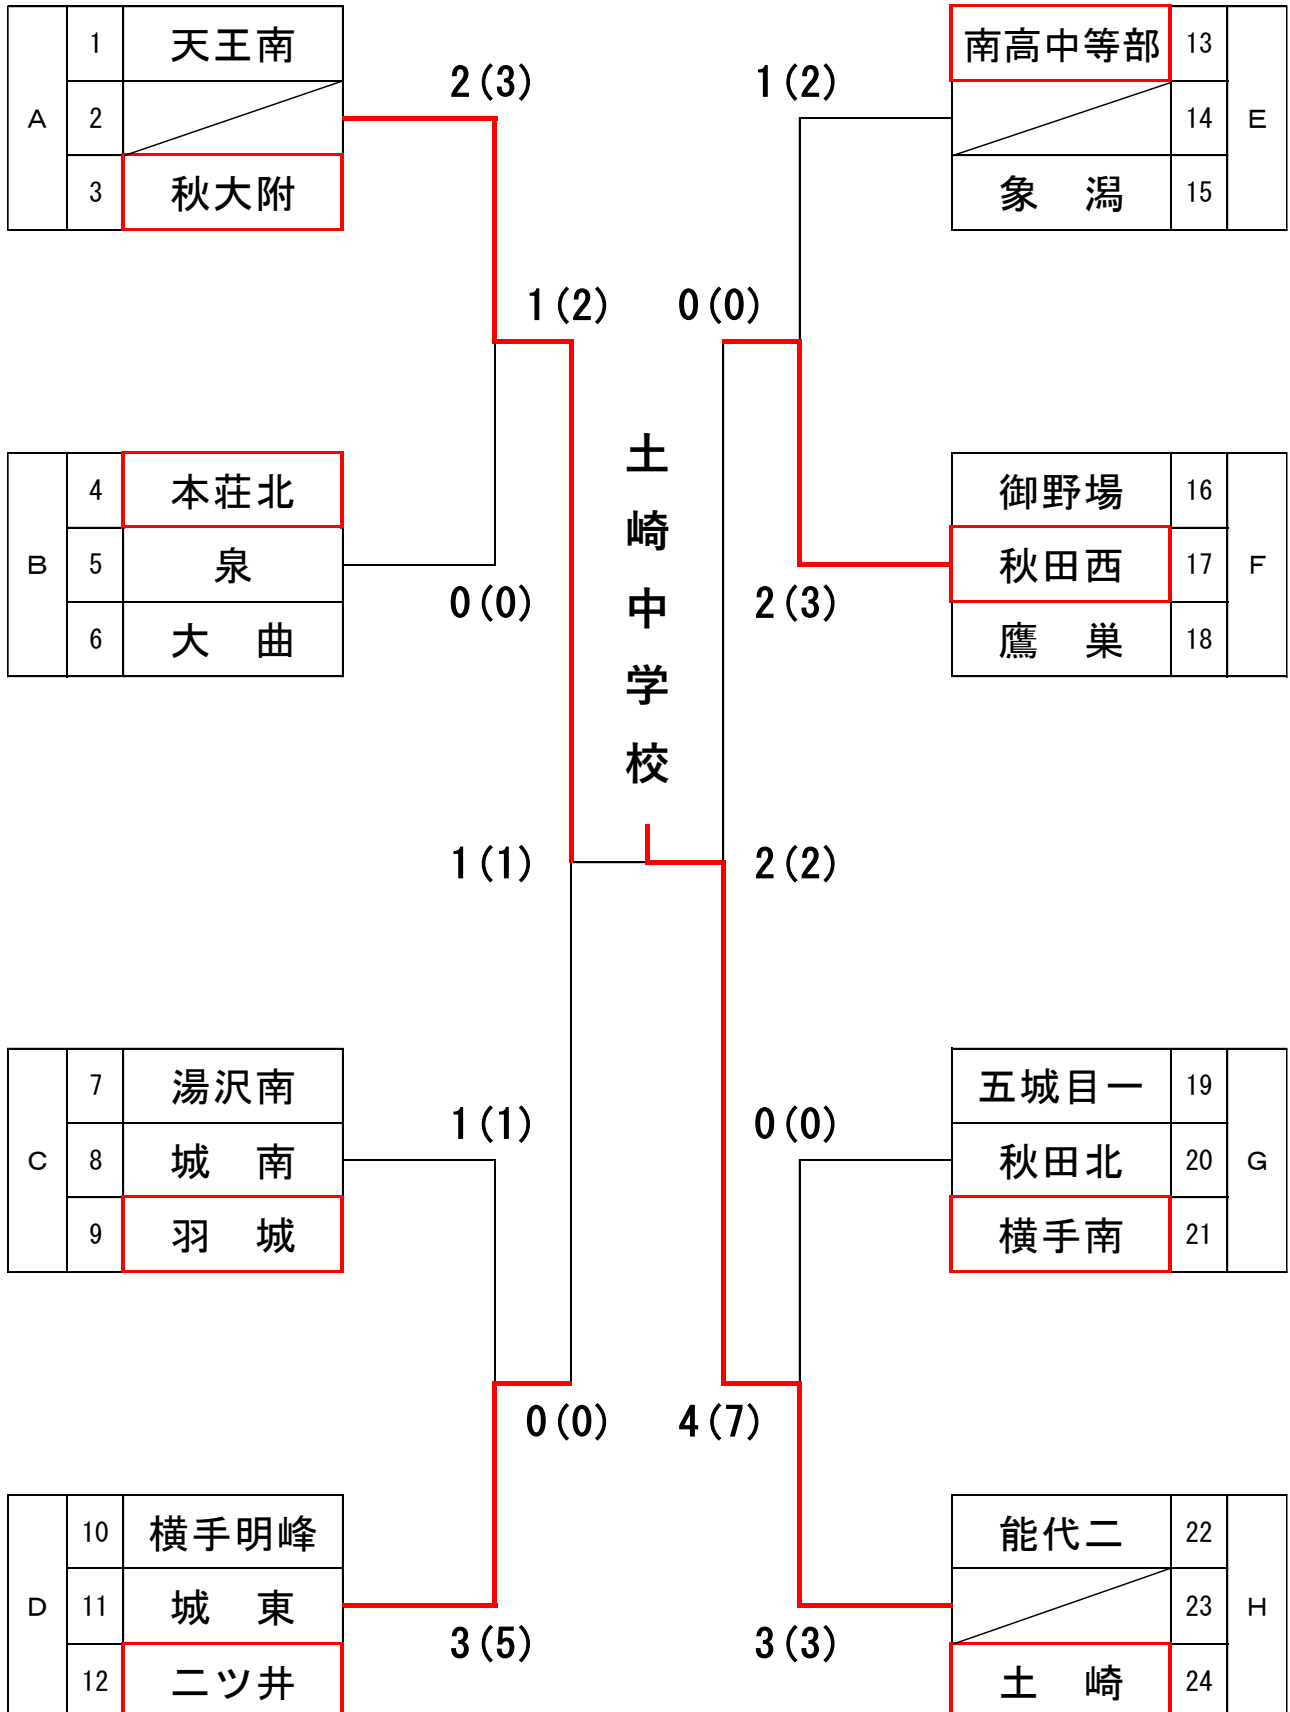 A
1 天王南
2
3 秋大附
2(3)
B
4 本荘北
5 泉
6 大　曲
0(0)
1(2)
C
7 湯沢南
8 城　南
9 羽　城
1(1)
D
10 横手明峰
11 城　東
12 二ツ井
3(5)
0(0)
1(1)
土崎中学校
2(2)
南高中等部 13
14
象　潟 15
E
1(2)
御野場 16
秋田西 17
鷹　巣 18
F
2(3)
0(0)
五城目一 19
秋田北 20
横手南 21
G
0(0)
能代二 22
23
土　崎 24
H
3(3)
4(7)